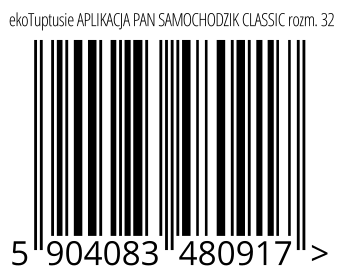 ekoTuptusie APLIKACJA PAN SAMOCHODZIK CLASSIC rozm. 32
5 904083 480917 >